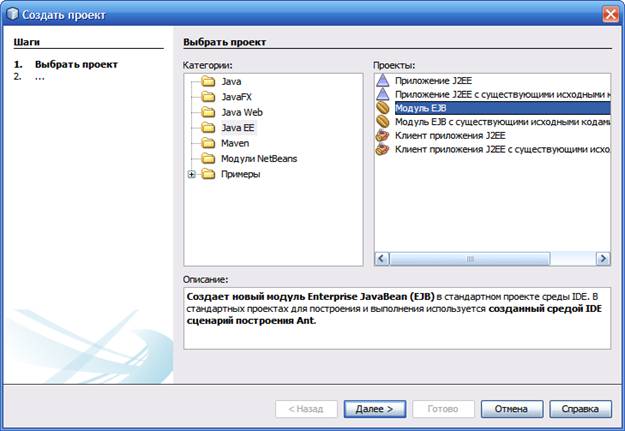 Создать проект
Шаги
1. Выбрать проект
2. ...
Выбрать проект
Категории:
Java
JavaFX
Java Web
Java EE
Maven
Модули NetBeans
Примеры
Проекты:
Приложение J2EE
Приложение J2EE с существующими исходными к
Модуль EJB
Модуль EJB с существующими исходными кодами
Клиент приложения J2EE
Клиент приложения J2EE с существующими исхо
Описание:
Создает новый модуль Enterprise JavaBean (EJB) в стандартном проекте среды IDE. В
стандартных проектах для построения и выполнения используется созданный средой IDE
сценарий построения Ant.
< Назад
Далее >
Готово
Отмена
Справка